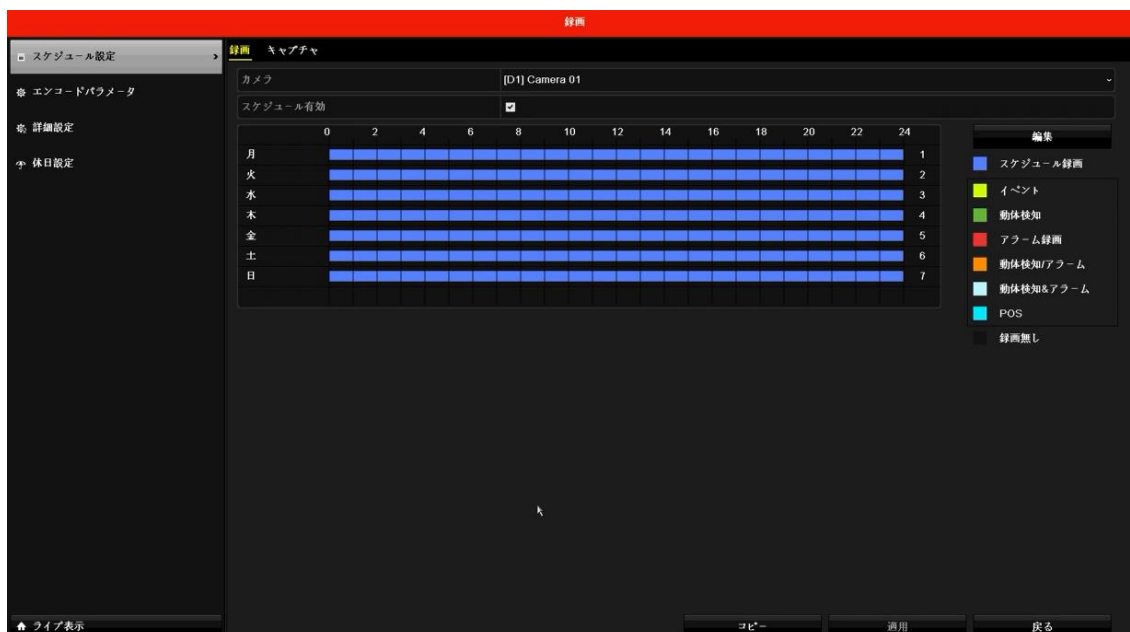 録画
スケジュール設定
エンコードパラメータ
詳細設定
休日設定
ライブ表示
録画 キャプチャ
カメラ [D1] Camera 01
スケジュール有効
0 2 4 6 8 10 12 14 16 18 20 22 24
月 1
火 2
水 3
木 4
金 5
土 6
日 7
編集
スケジュール録画
イベント
動体検知
アラーム録画
動体検知/アラーム
動体検知&アラーム
POS
録画無し
コピー 適用 戻る